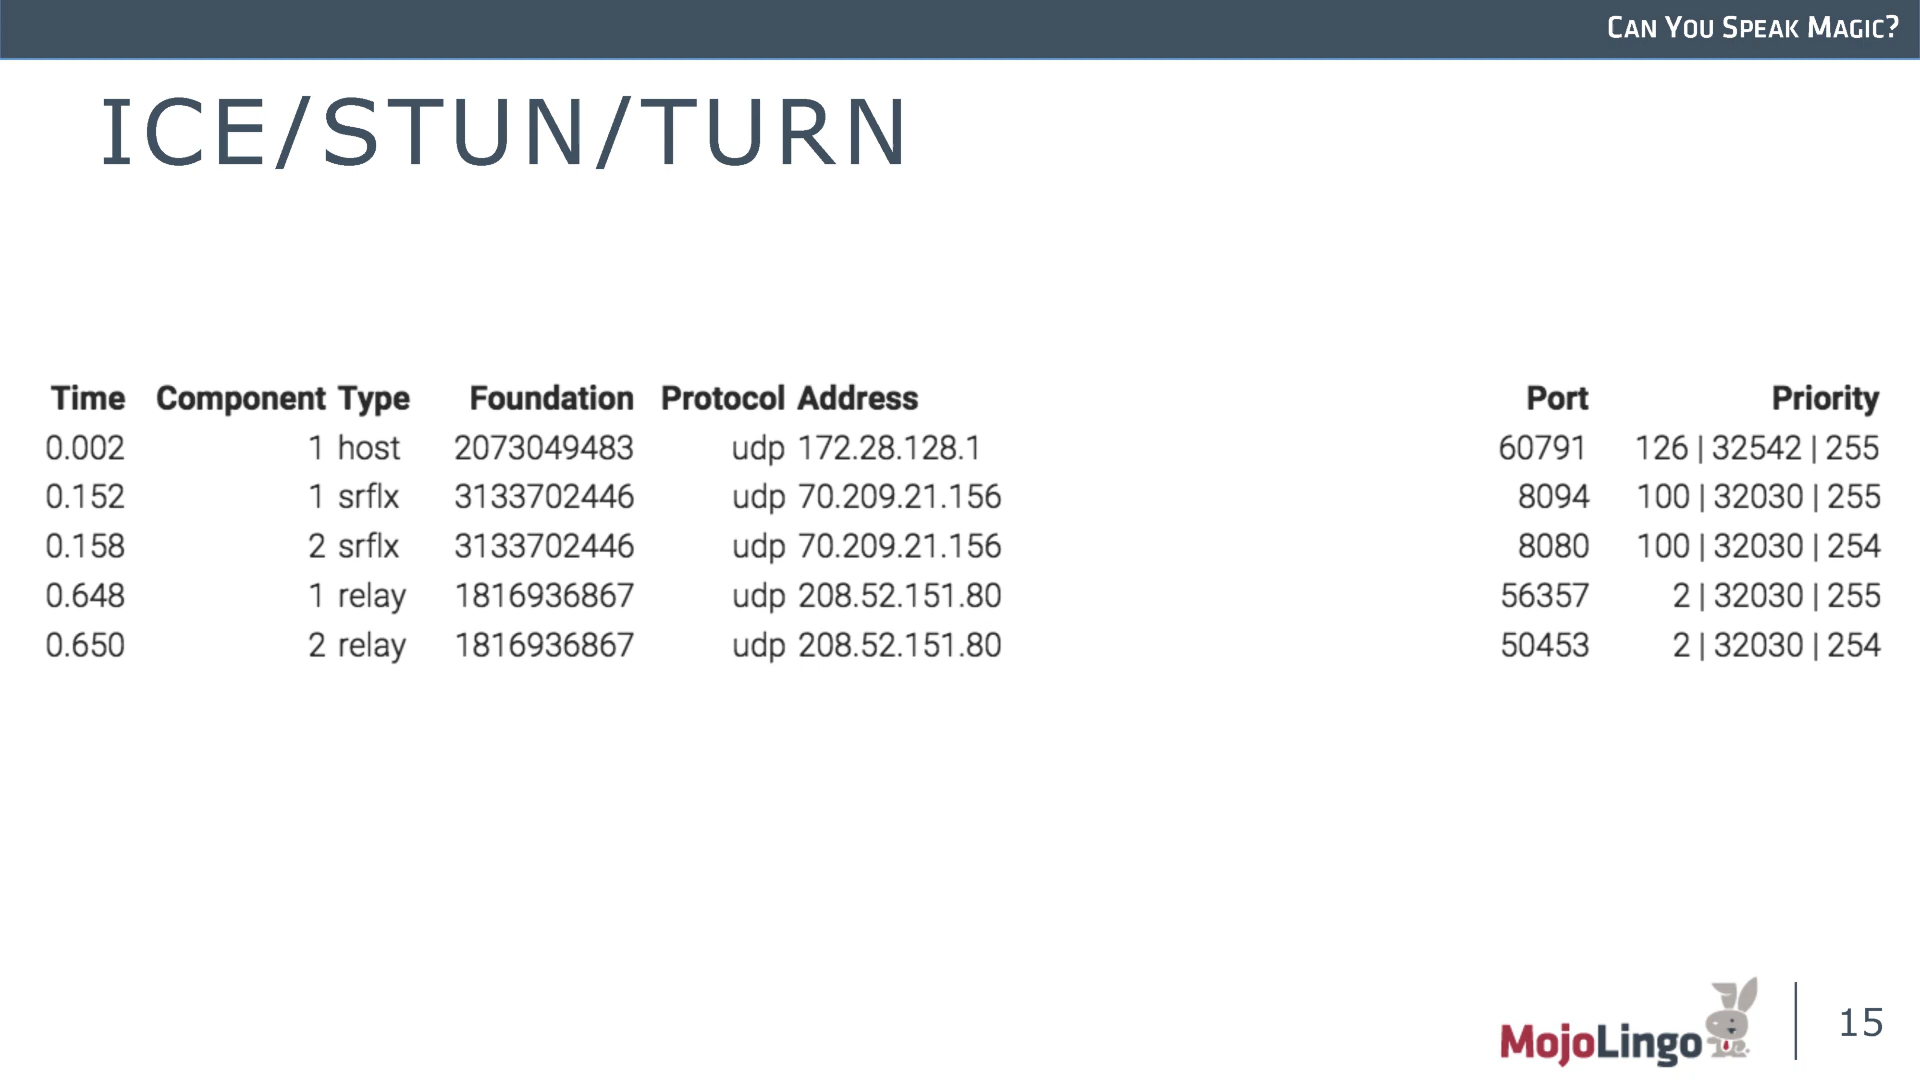 CAN YOU SPEAK MAGIC?
ICE/STUN/TURN
Time Component Type Foundation Protocol Address Port Priority
0.002 1 host 2073049483 udp 172.28.128.1 60791 126 | 32542 | 255
0.152 1 srflx 3133702446 udp 70.209.21.156 8094 100 | 32030 | 255
0.158 2 srflx 3133702446 udp 70.209.21.156 8080 100 | 32030 | 254
0.648 1 relay 1816936867 udp 208.52.151.80 56357 2 | 32030 | 255
0.650 2 relay 1816936867 udp 208.52.151.80 50453 2 | 32030 | 254
MojoLingo
15